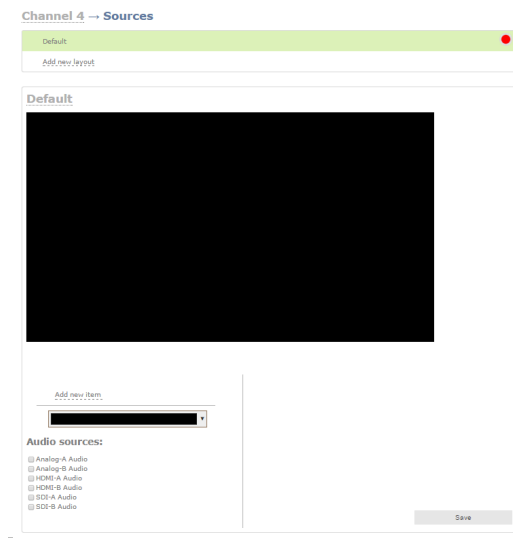 Channel 4 → Sources
Default
Add new layout
Default
Add new item
Audio sources:
Analog-A Audio
Analog-B Audio
HDMI-A Audio
HDMI-B Audio
SDI-A Audio
SDI-B Audio
Save